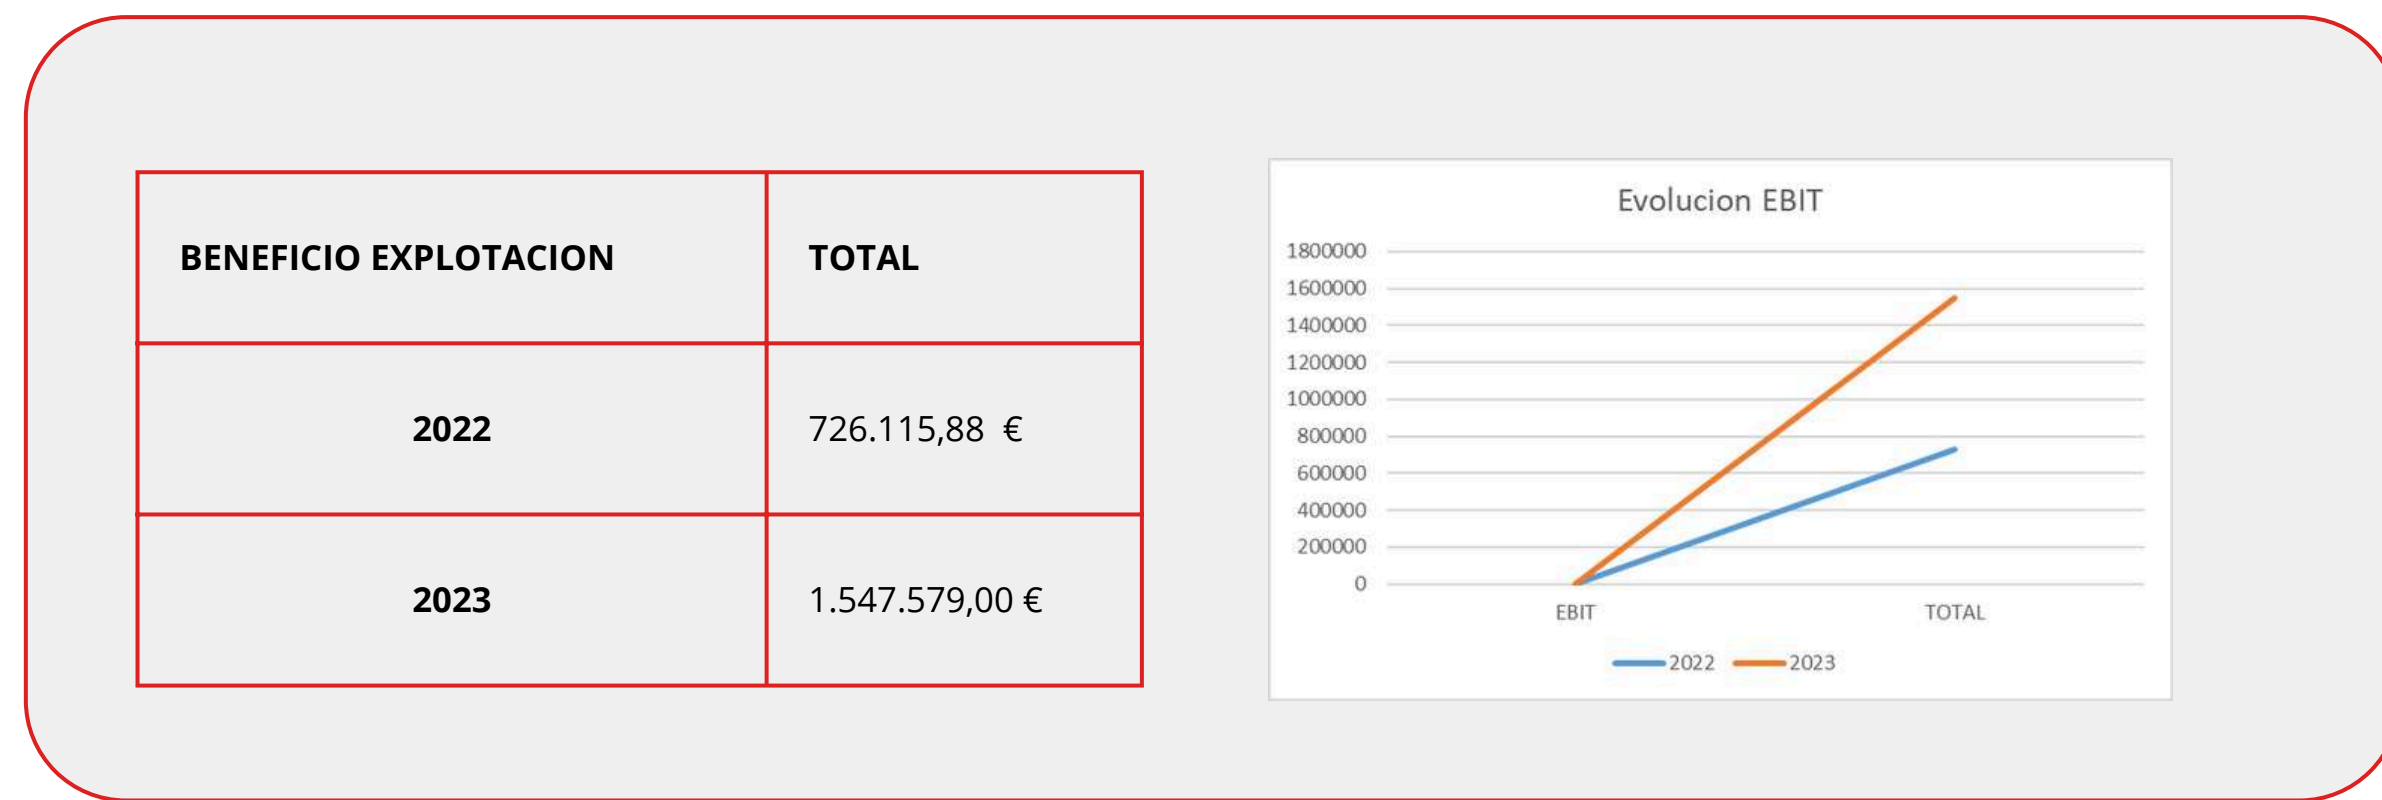 BENEFICIO EXPLOTACION TOTAL
2022 726.115,88 €
2023 1.547.579,00 €
Evolucion EBIT
1800000
1600000
1400000
1200000
1000000
800000
600000
400000
200000
0
EBIT TOTAL
2022 2023